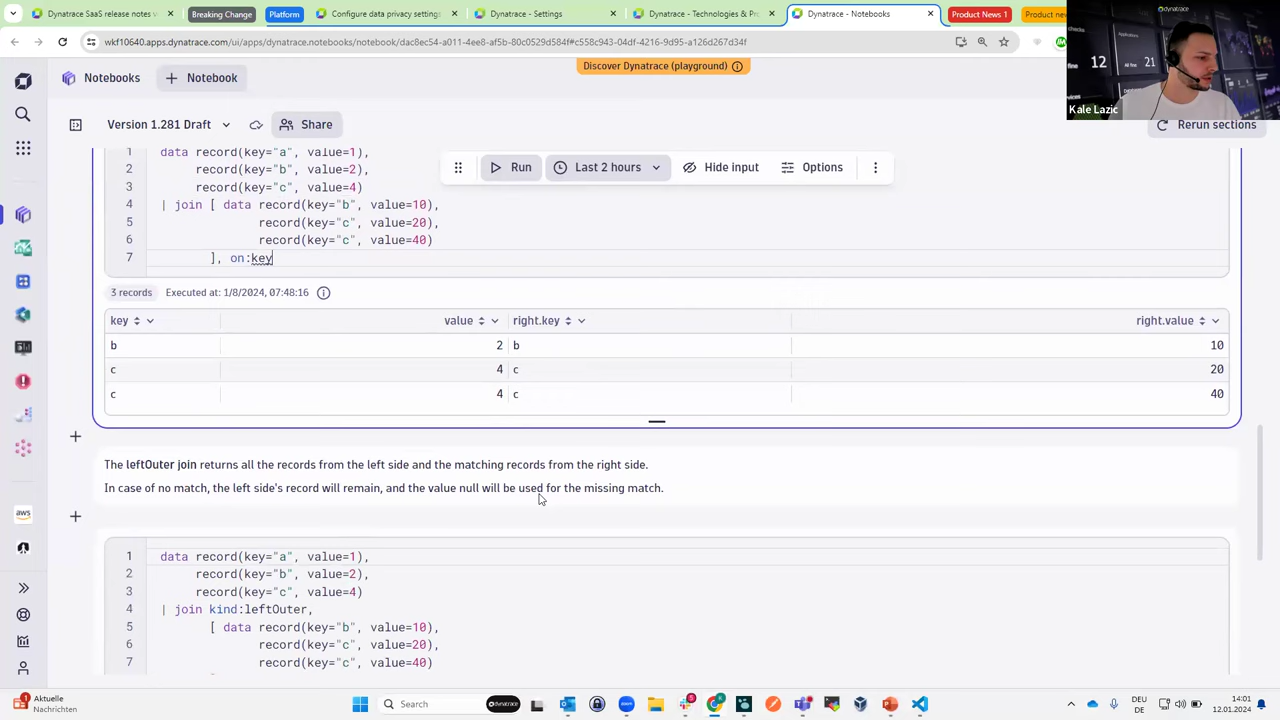 Dynatrace SaaS releases
Breaking Change
Platform
data privacy settings
Dynatrace - Settings
Dynatrace - Technologies & Pr
Dynatrace - Notebooks
Product News 1
Product new
dynatrace
wkf10640.apps.dynatrace.com/ui/apps/dynatrace.notebooks/notebook/dac8ec54-a011-4ee8-af5b-80c0529d584f#c558c943-04df-4216-9d95-a126d267d34f
12
21
Discover Dynatrace (playground)
Notebooks
Notebook
Kale Lazic
Version 1.281 Draft
Share
Rerun sections
1 data record(key="a", value=1),
2 record(key="b", value=2),
3 record(key="c", value=4)
4 | join [ data record(key="b", value=10),
5 record(key="c", value=20),
6 record(key="c", value=40)
7 ], on:key
Run
Last 2 hours
Hide input
Options
3 records
Executed at: 1/8/2024, 07:48:16
key value right.key right.value
b 2 b 10
c 4 c 20
c 4 c 40
The leftOuter join returns all the records from the left side and the matching records from the right side.
In case of no match, the left side's record will remain, and the value null will be used for the missing match.
1 data record(key="a", value=1),
2 record(key="b", value=2),
3 record(key="c", value=4)
4 | join kind:leftOuter,
5 [ data record(key="b", value=10),
6 record(key="c", value=20),
7 record(key="c", value=40)
aws
1
Aktuelle
Nachrichten
Search
5
DEU
DE
14:01
12.01.2024